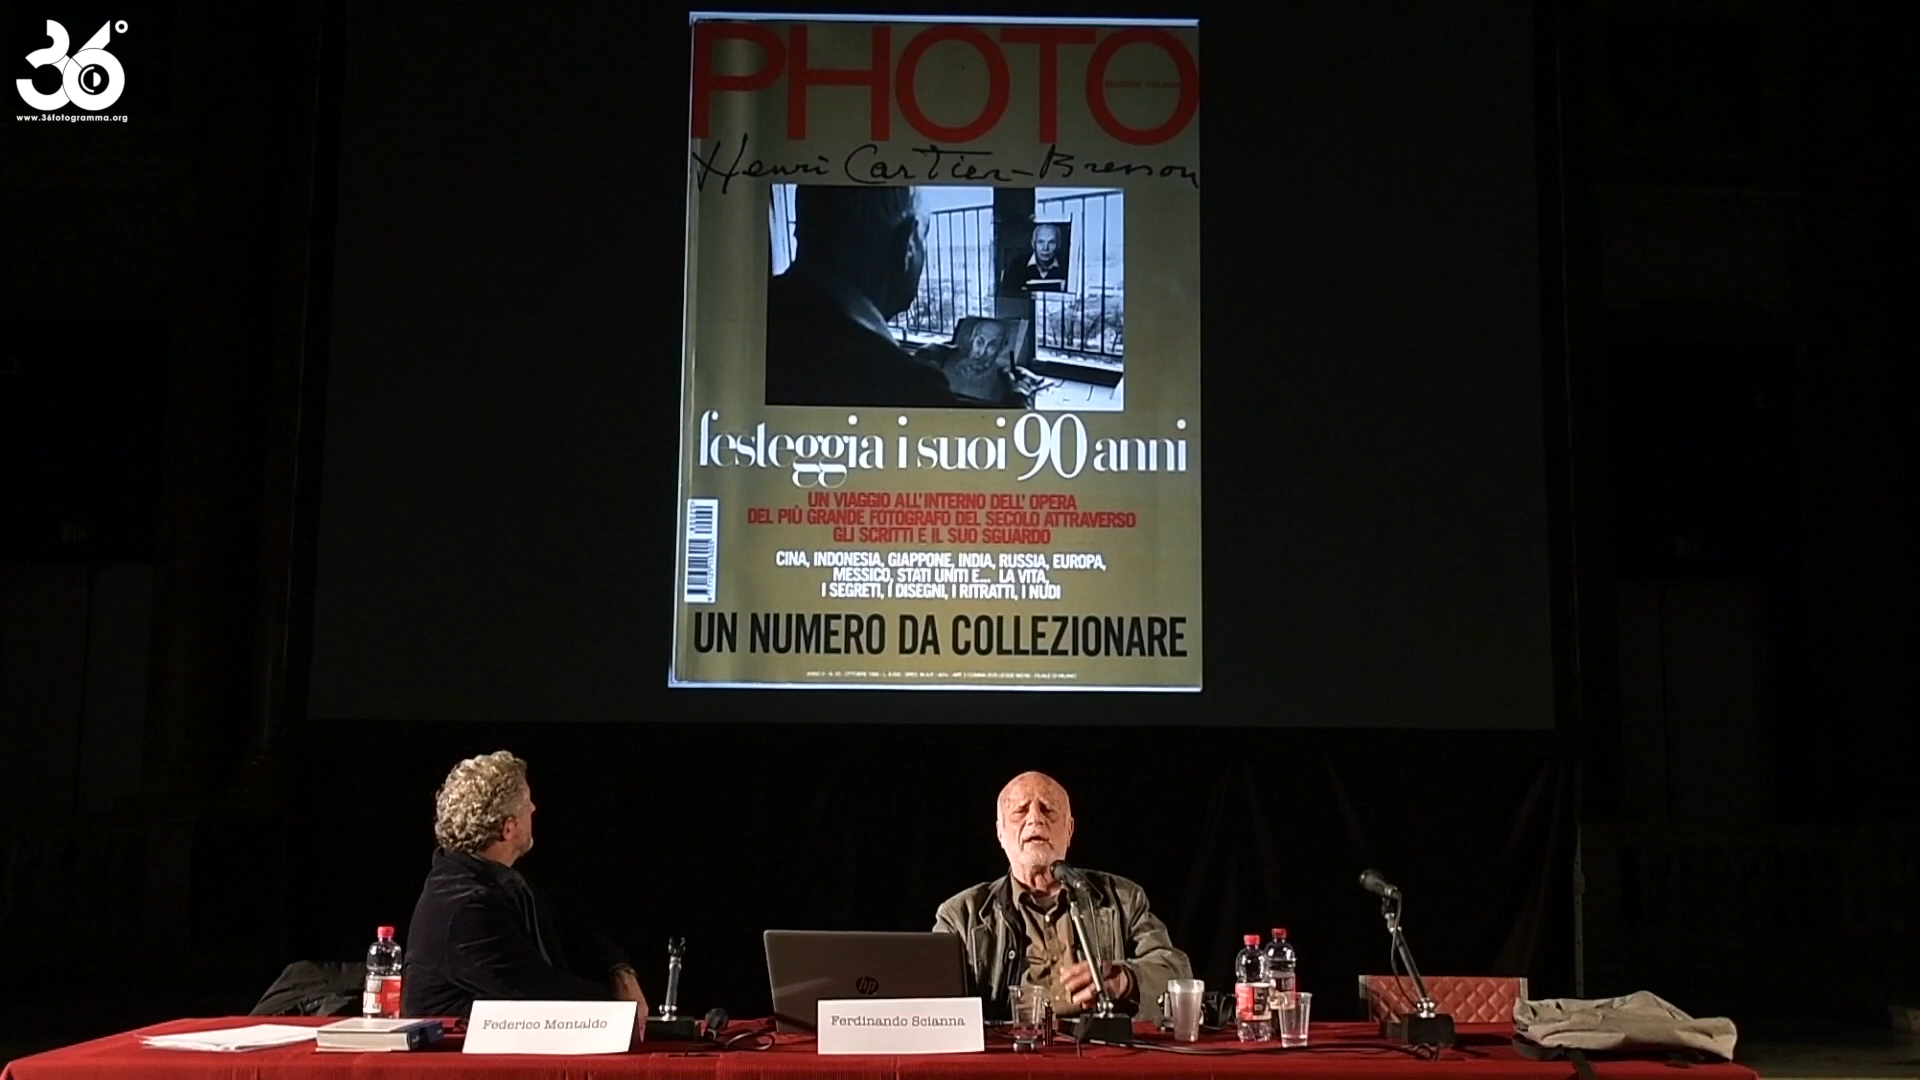 36°
www.36fotogramma.org
PHOTO
EDIZIONE ITALIANA
Henri Cartier-Bresson
festeggia i suoi 90 anni
UN VIAGGIO ALL'INTERNO DELL' OPERA
DEL PIÙ GRANDE FOTOGRAFO DEL SECOLO ATTRAVERSO
GLI SCRITTI E IL SUO SGUARDO
CINA, INDONESIA, GIAPPONE, INDIA, RUSSIA, EUROPA,
MESSICO, STATI UNITI E... LA VITA,
I SEGRETI, I DISEGNI, I RITRATTI, I NUDI
UN NUMERO DA COLLEZIONARE
hp
Federico Montaldo
Ferdinando Scianna